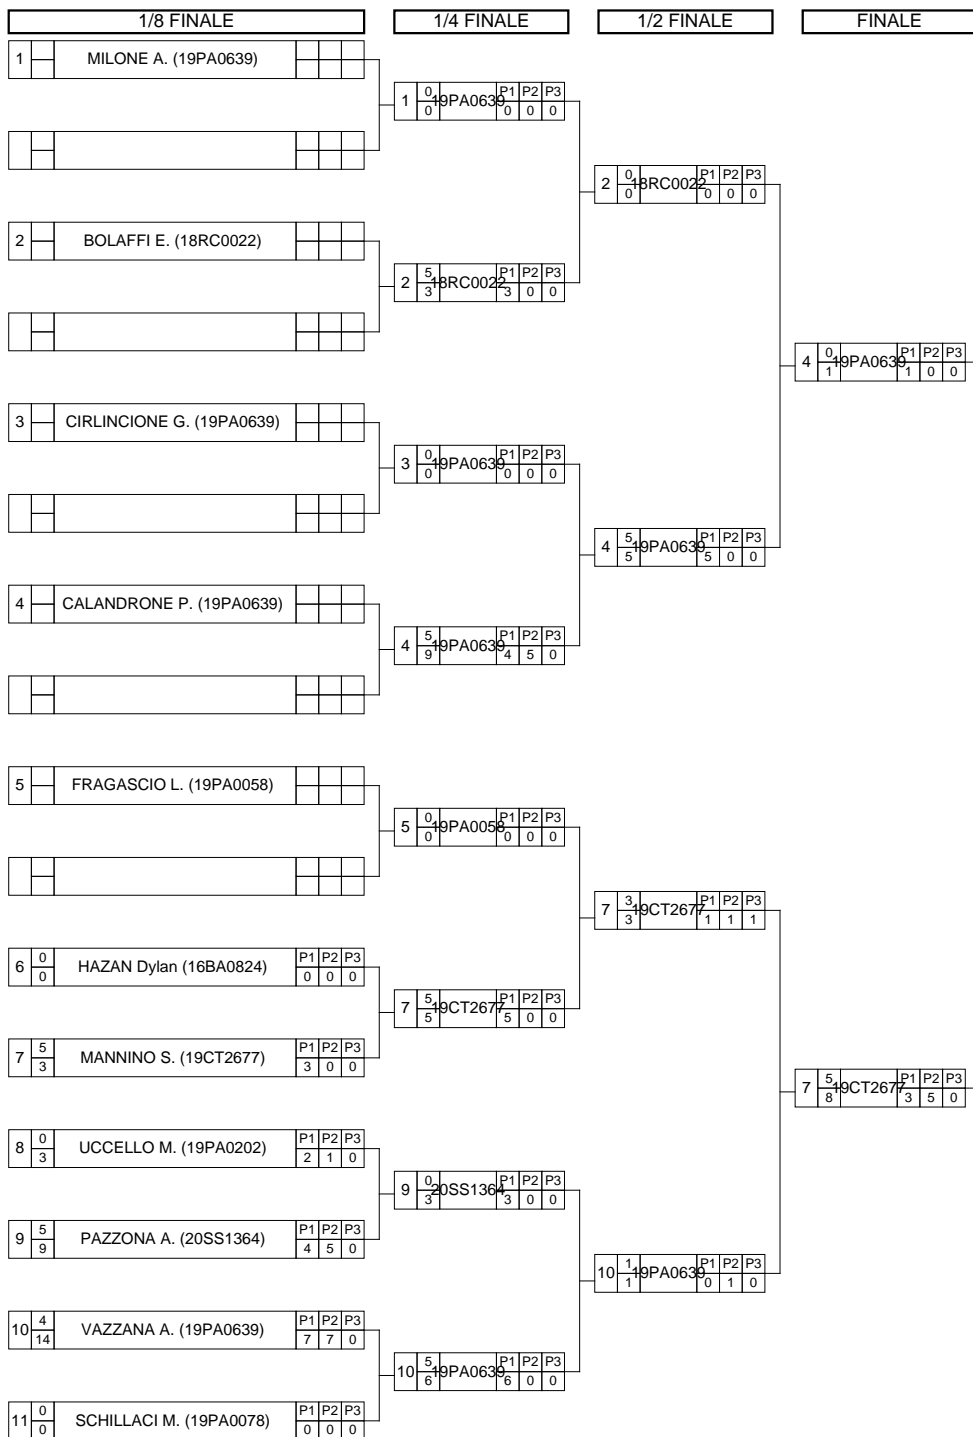 1/8 FINALE 1/4 FINALE 1/2 FINALE FINALE
1 MILONE A. (19PA0639)
1 0 0 19PA0639 P1 P2 P3 0 0 0
2 0 0 18RC0022 P1 P2 P3 0 0 0
2 BOLAFFI E. (18RC0022)
2 5 3 18RC0022 P1 P2 P3 3 0 0
4 0 1 19PA0639 P1 P2 P3 1 0 0
3 CIRLINCIONE G. (19PA0639)
3 0 0 19PA0639 P1 P2 P3 0 0 0
4 5 5 19PA0639 P1 P2 P3 5 0 0
4 CALANDRONE P. (19PA0639)
4 5 9 19PA0639 P1 P2 P3 4 5 0
5 FRAGASCIO L. (19PA0058)
5 0 0 19PA0058 P1 P2 P3 0 0 0
7 3 3 19CT2677 P1 P2 P3 1 1 1
6 0 0 HAZAN Dylan (16BA0824) P1 P2 P3 0 0 0
7 5 5 19CT2677 P1 P2 P3 5 0 0
7 5 3 MANNINO S. (19CT2677) P1 P2 P3 3 0 0
7 5 8 19CT2677 P1 P2 P3 3 5 0
8 0 3 UCCELLO M. (19PA0202) P1 P2 P3 2 1 0
9 0 3 20SS1364 P1 P2 P3 3 0 0
9 5 9 PAZZONA A. (20SS1364) P1 P2 P3 4 5 0
10 1 1 19PA0639 P1 P2 P3 0 1 0
10 4 14 VAZZANA A. (19PA0639) P1 P2 P3 7 7 0
10 5 6 19PA0639 P1 P2 P3 6 0 0
11 0 0 SCHILLACI M. (19PA0078) P1 P2 P3 0 0 0